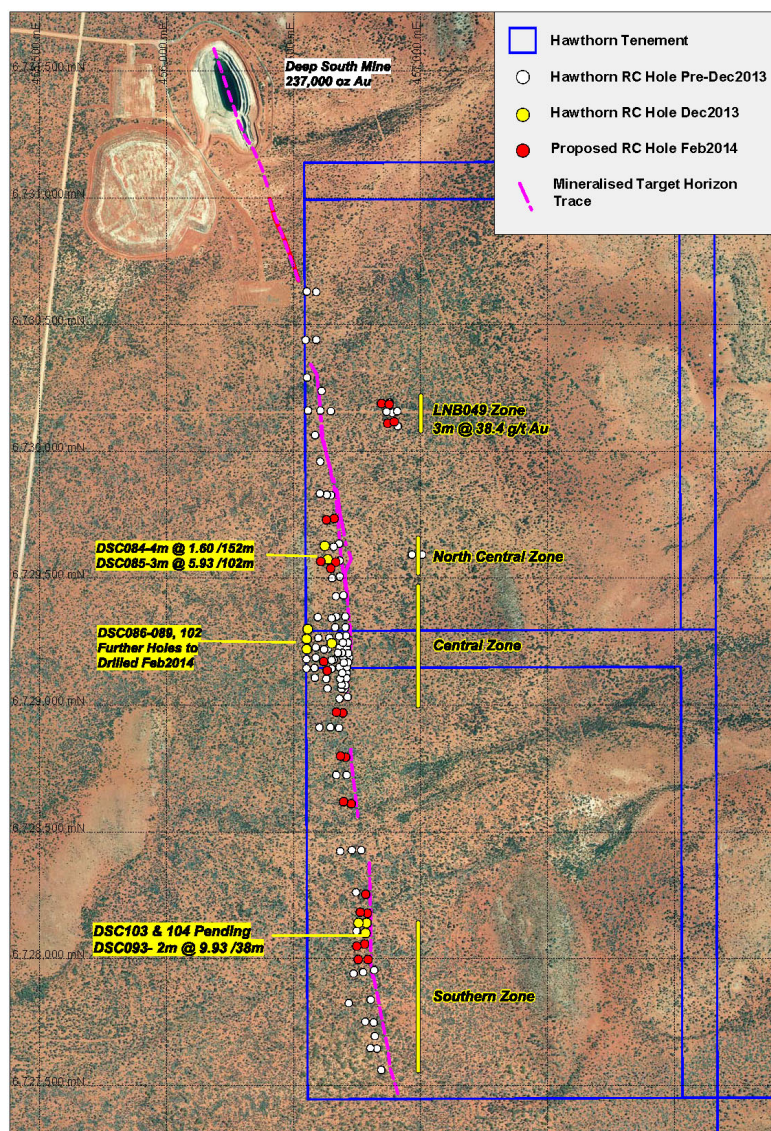 Hawthorn Tenement
Hawthorn RC Hole Pre-Dec2013
Hawthorn RC Hole Dec2013
Proposed RC Hole Feb2014
Mineralised Target Horizon
Trace
Deep South Mine
237,000 oz Au
6,731,000 mN
6,730,500 mN
LNB049 Zone
3m @ 38.4 g/t Au
6,730,000 mN
DSC084-4m @ 1.60 /152m
DSC085-3m @ 5.93 /102m
North Central Zone
6,729,500 mN
DSC086-089, 102
Further Holes to
Drilled Feb2014
Central Zone
6,729,000 mN
6,728,500 mN
DSC103 & 104 Pending
DSC093- 2m @ 9.93 /38m
6,728,000 mN
Southern Zone
6,727,500 mN